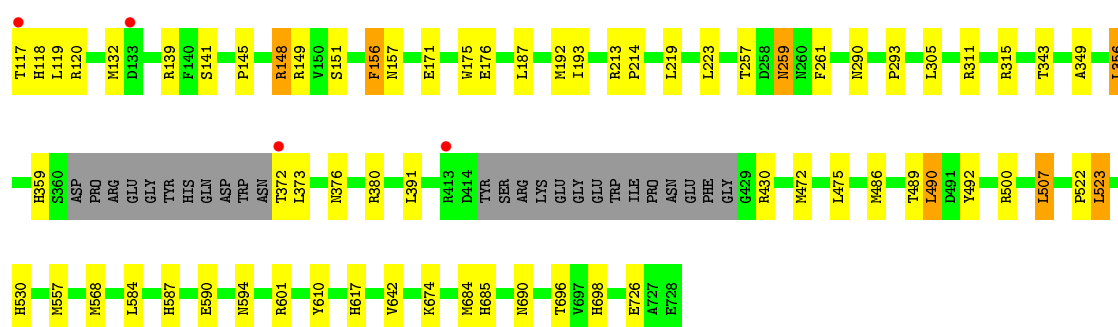 T117 H118 L119 R120 M132 D133 R139 F140 S141 P145 R148 R149 V150 S151 F156 N157 E171 W175 E176 L187 M192 I193 R213 P214 L219 L223 T257 D258 N259 N260 F261 N290 P293 L305 R311 R315 T343 A349 L356
H359 S360 ASP PRO ARG GLU GLY TYR HIS GLN ASP TRP ASN T372 L373 N376 R380 L391 R413 D414 TYR SER ARG LYS GLU GLY GLU TRP ILE PRO ASN GLU PHE GLY G429 R430 M472 L475 M486 T489 L490 D491 Y492 R500 L507 P522 L523
H530 M557 M568 L584 H587 E590 N594 R601 Y610 H617 V642 K674 M684 H685 N690 T696 V697 H698 E726 A727 E728